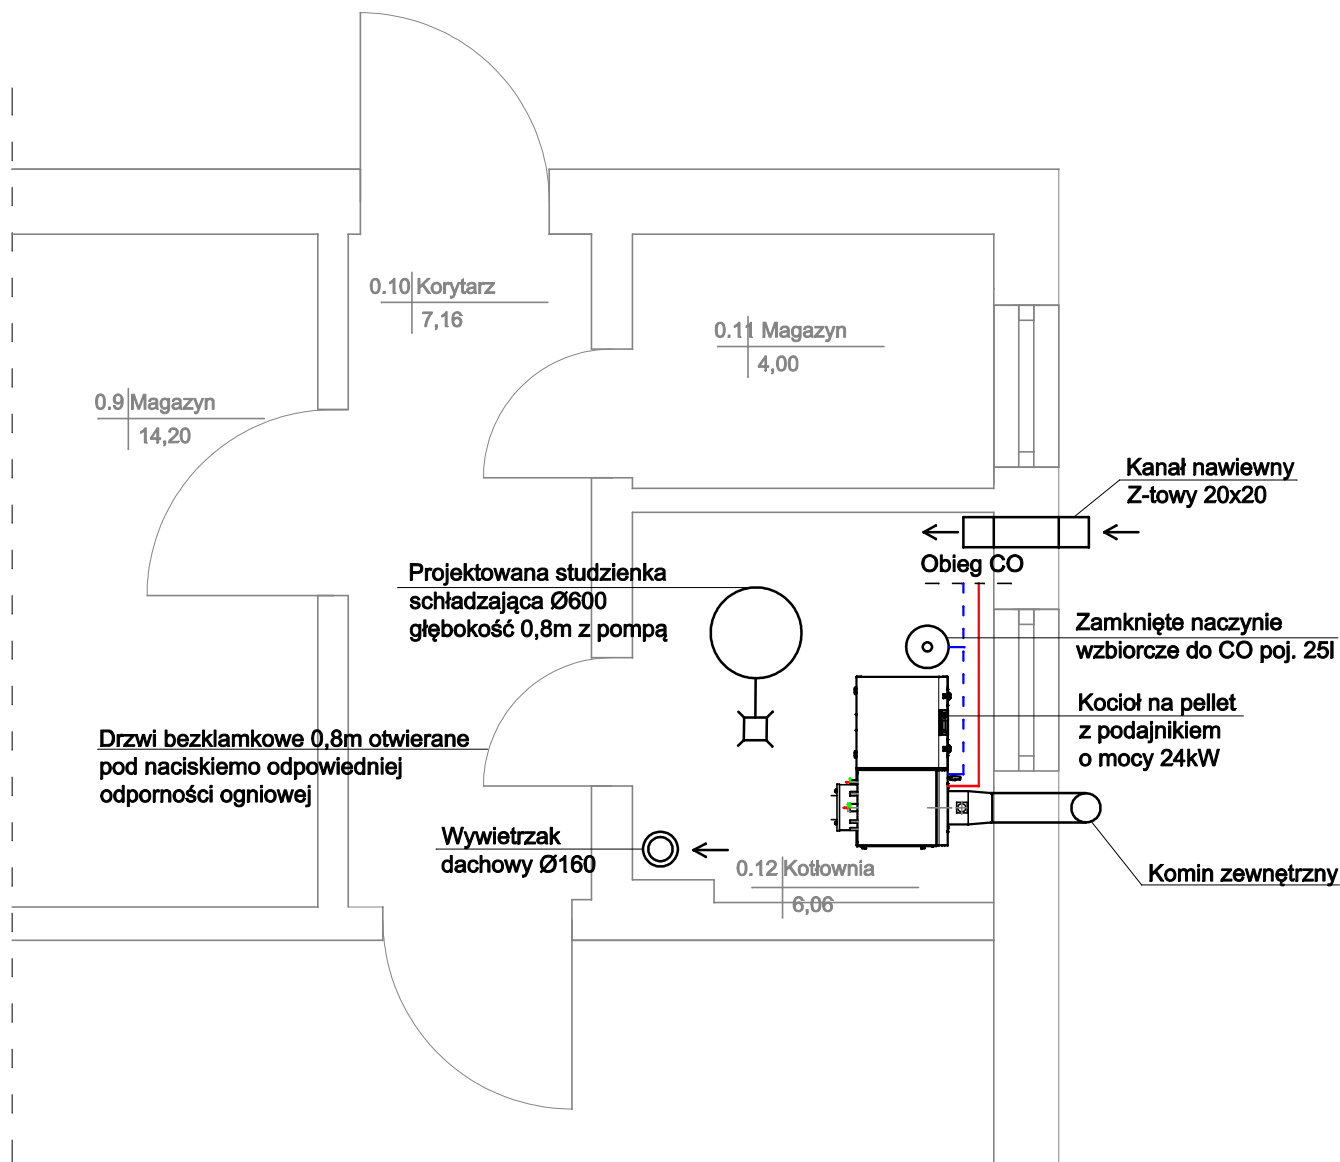 0.10 Korytarz
7,16
0.11 Magazyn
4,00
0.9 Magazyn
14,20
Kanał nawiewny
Z-towy 20x20
Obieg CO
Projektowana studzienka
schładzająca Ø600
głębokość 0,8m z pompą
Zamknięte naczynie
wzbiorcze do CO poj. 25l
Kocioł na pellet
z podajnikiem
o mocy 24kW
Drzwi bezklamkowe 0,8m otwierane
pod naciskiemo odpowiedniej
odporności ogniowej
Wywietrzak
dachowy Ø160
0.12 Kotłownia
6,06
Komin zewnętrzny